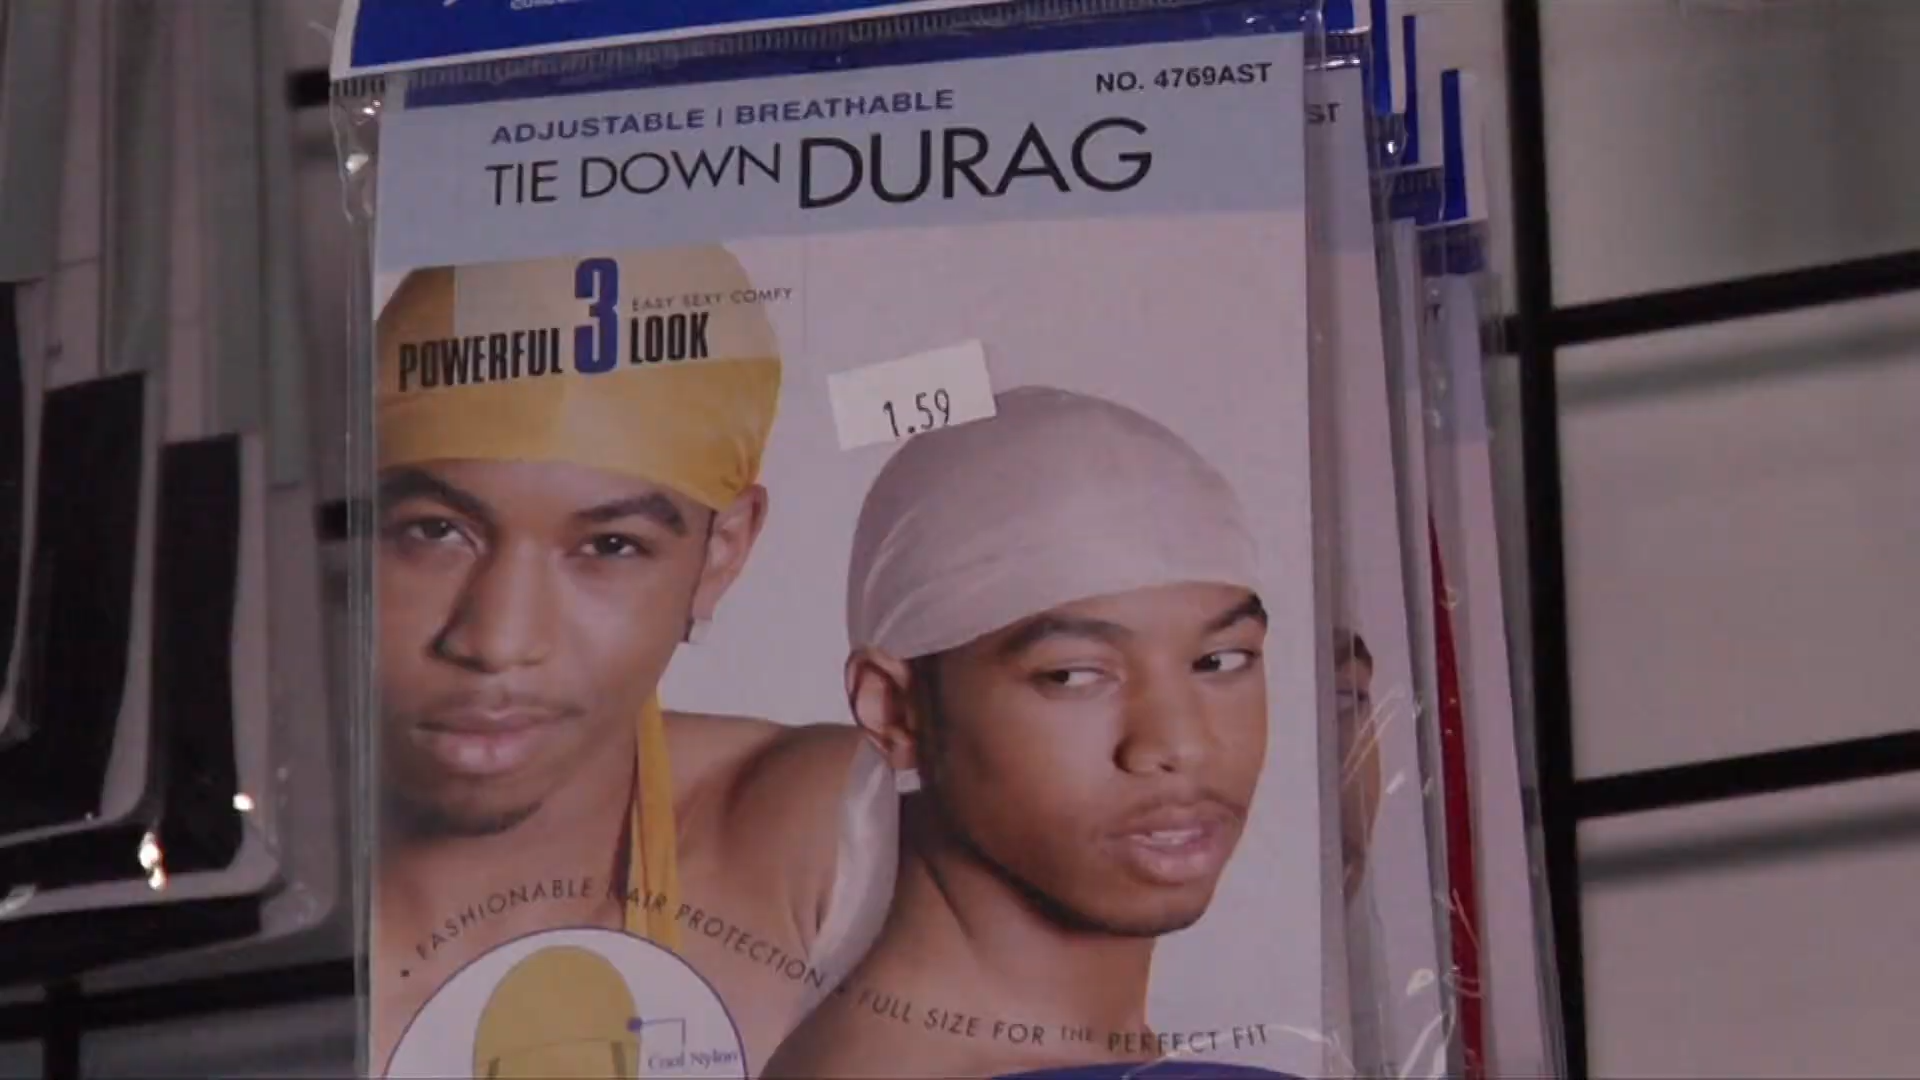 NO. 4769AST
ADJUSTABLE | BREATHABLE
TIE DOWN DURAG
ST
EASY SEXY COMFY
POWERFUL 3 LOOK
1.59
• FASHIONABLE HAIR PROTECTION • FULL SIZE FOR THE PERFECT FIT
Cool Nylon